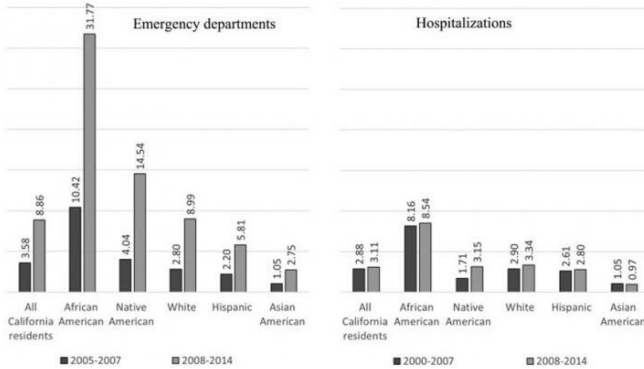 Emergency departments
3.58
8.86
10.42
31.77
4.04
14.54
2.80
8.99
2.20
5.81
1.05
2.75
All
California
residents
African
American
Native
American
White
Hispanic
Asian
American
2005-2007
2008-2014
Hospitalizations
2.88
3.11
8.16
8.54
1.71
3.15
2.90
3.34
2.61
2.80
1.05
0.97
All
California
residents
African
American
Native
American
White
Hispanic
Asian
American
2000-2007
2008-2014